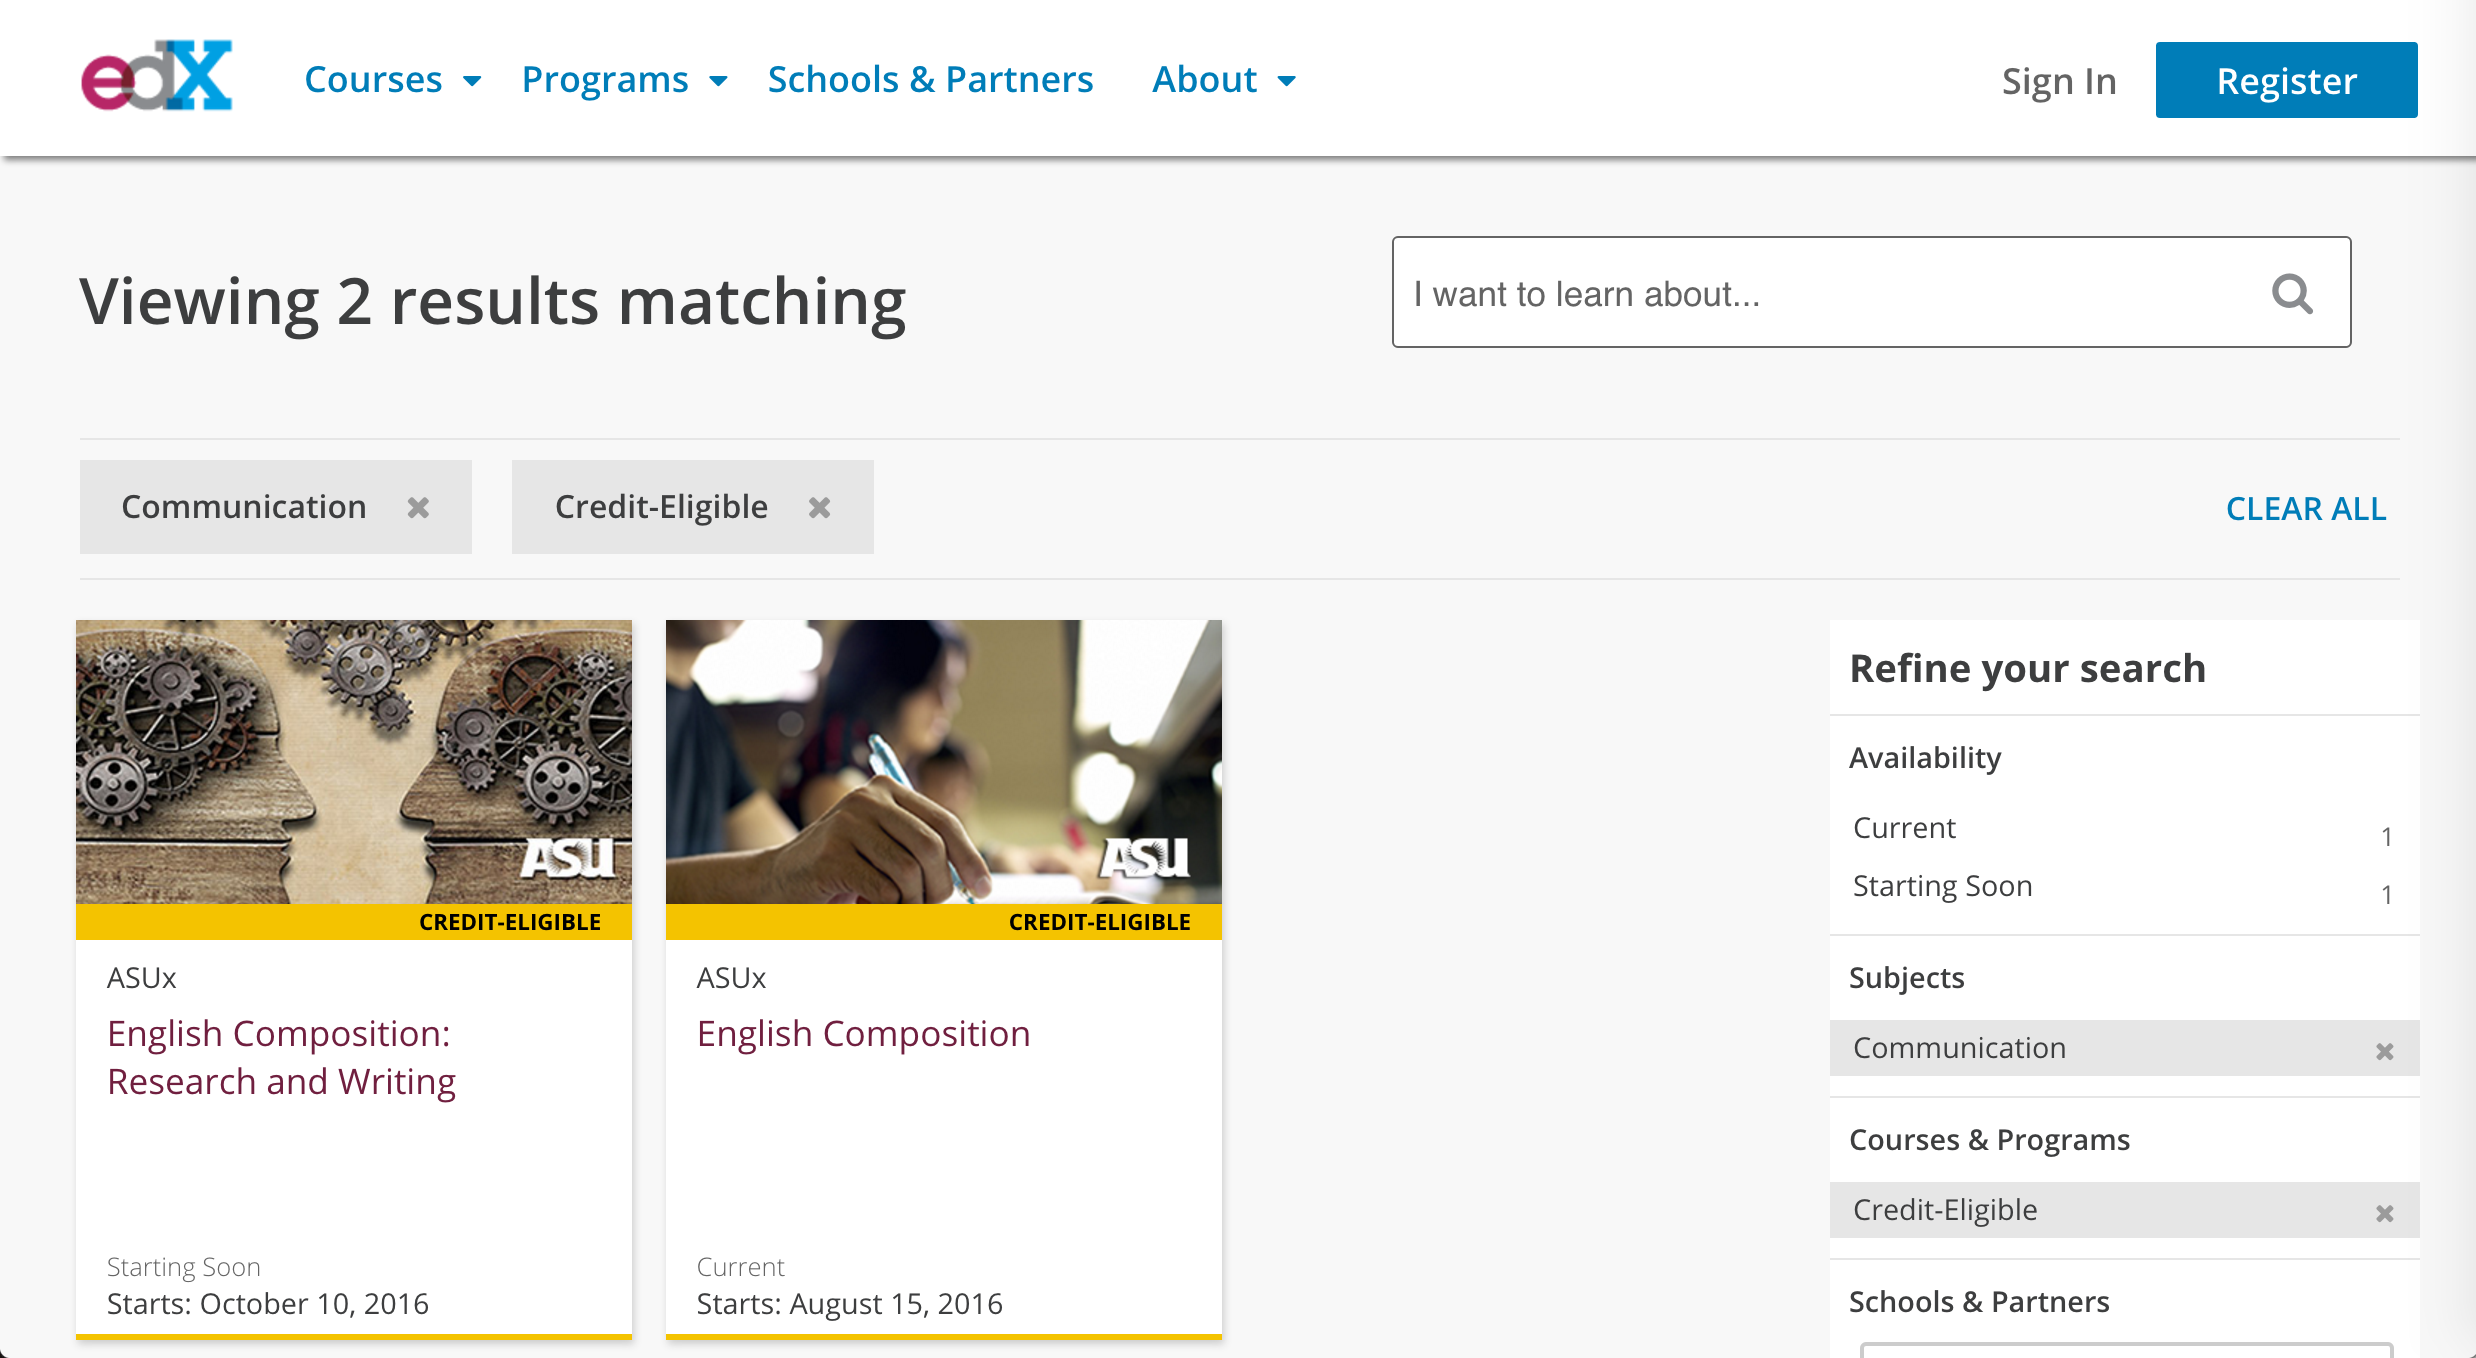 edX
Courses
Programs
Schools & Partners
About
Sign In
Register
Viewing 2 results matching
I want to learn about...
Communication
Credit-Eligible
CLEAR ALL
ASU
CREDIT-ELIGIBLE
ASUx
English Composition:
Research and Writing
Starting Soon
Starts: October 10, 2016
ASU
CREDIT-ELIGIBLE
ASUx
English Composition
Current
Starts: August 15, 2016
Refine your search
Availability
Current 1
Starting Soon 1
Subjects
Communication
Courses & Programs
Credit-Eligible
Schools & Partners